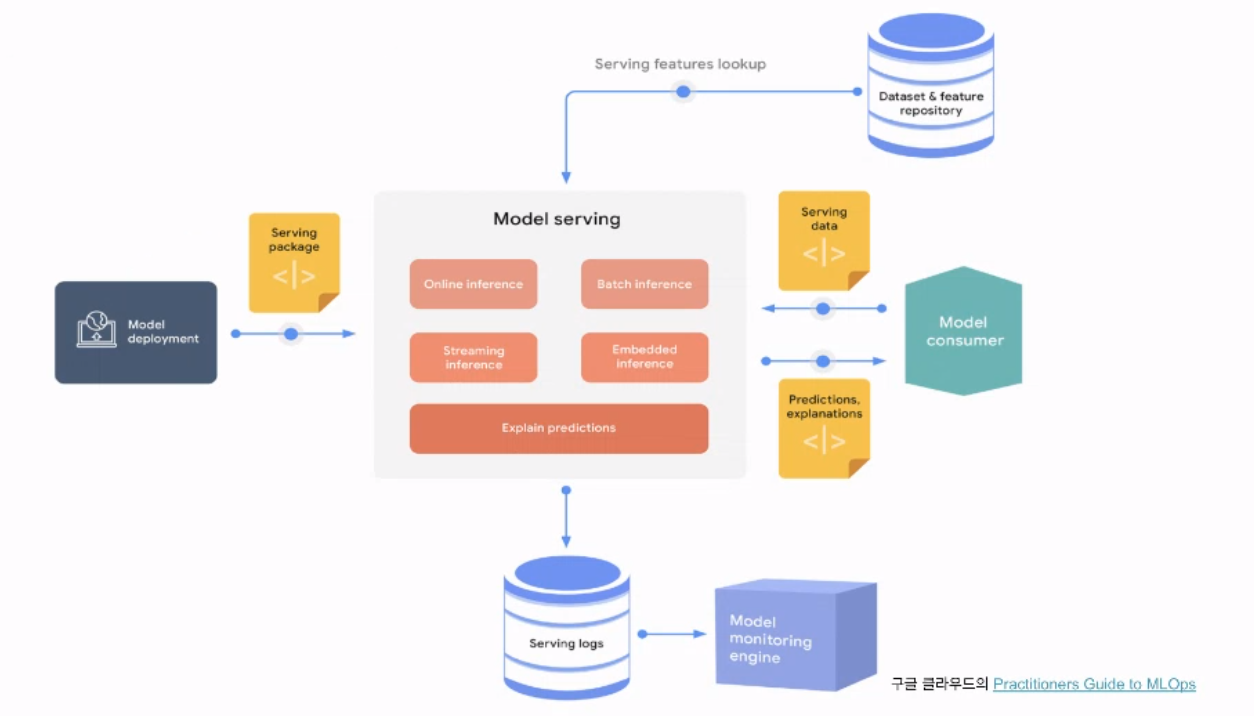 Serving features lookup
Dataset & feature
repository
Model serving
Serving
package
</>
Serving
data
</>
Online inference
Batch inference
Model
deployment
Model
consumer
Streaming
inference
Embedded
inference
Predictions,
explanations
</>
Explain predictions
Serving logs
Model
monitoring
engine
구글 클라우드의 Practitioners Guide to MLOps